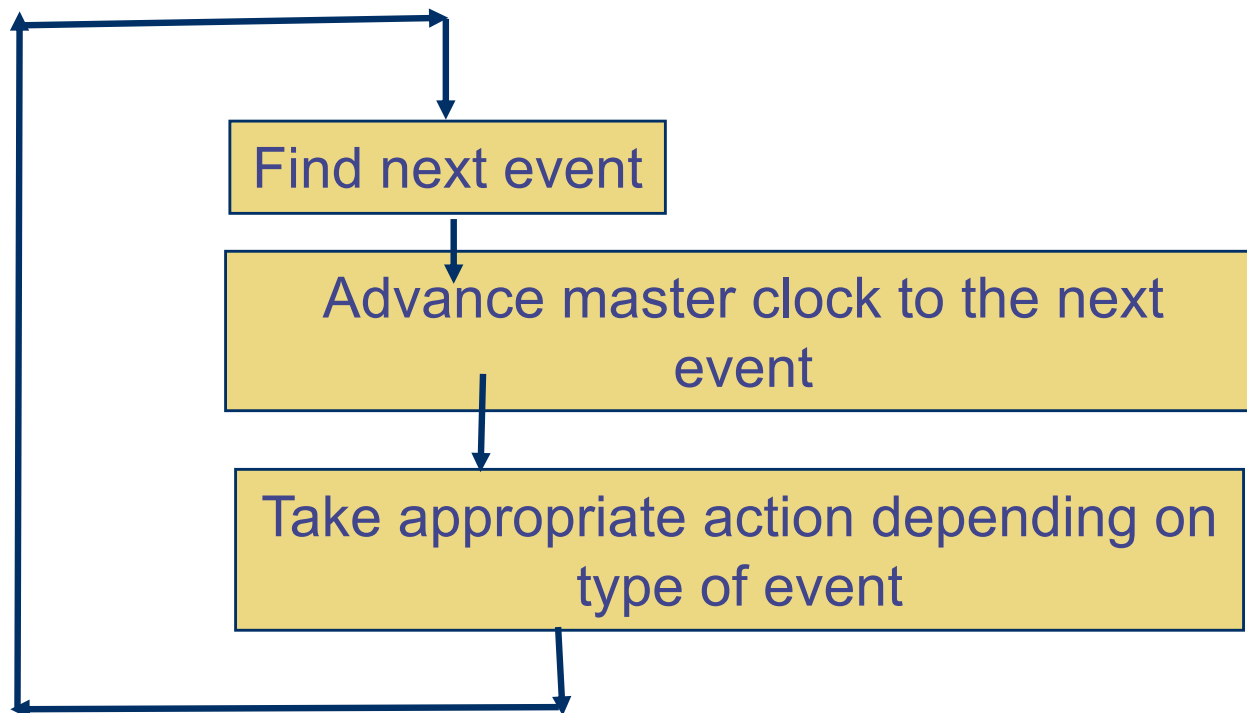 Find next event
Advance master clock to the next
event
Take appropriate action depending on
type of event